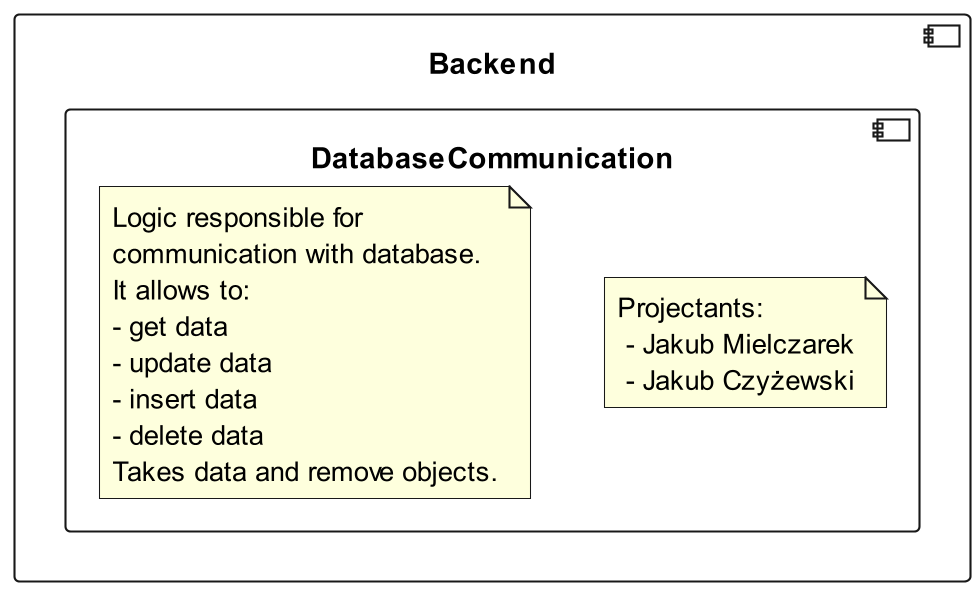 Backend
DatabaseCommunication
Logic responsible for
communication with database.
It allows to:
- get data
- update data
- insert data
- delete data
Takes data and remove objects.
Projectants:
- Jakub Mielczarek
- Jakub Czyżewski